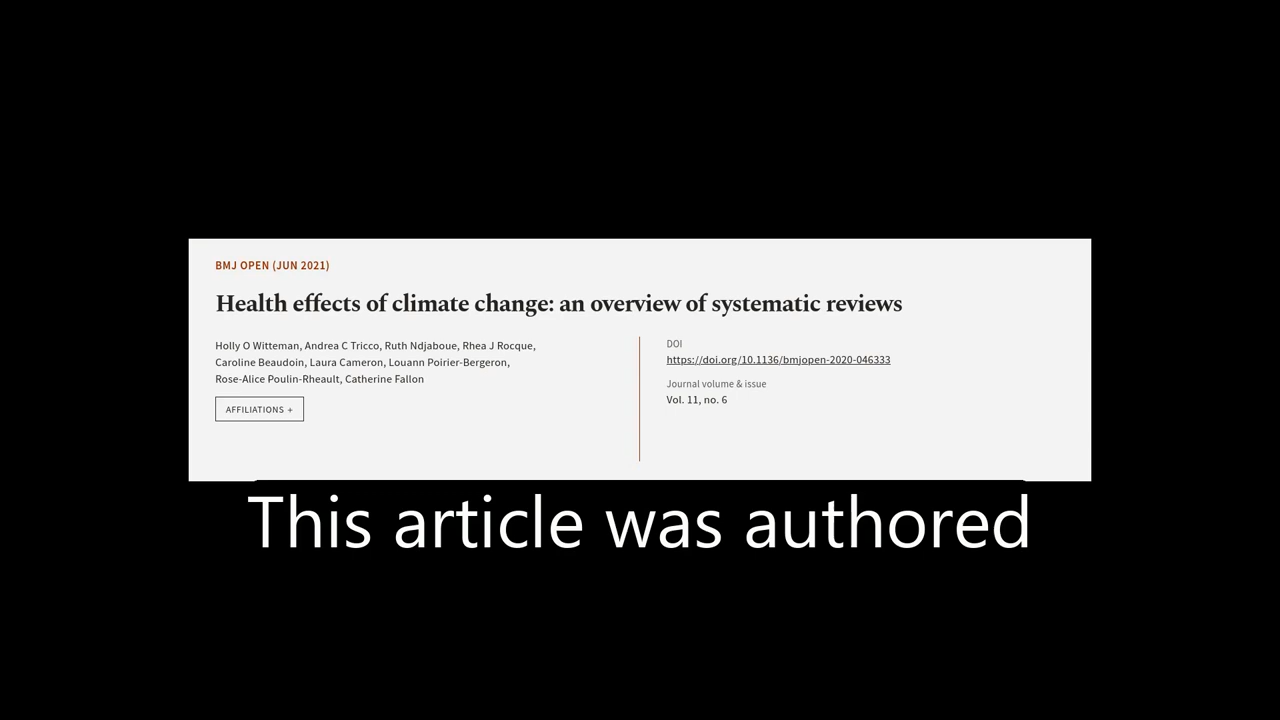 BMJ OPEN (JUN 2021)
Health effects of climate change: an overview of systematic reviews
Holly O Witteman, Andrea C Tricco, Ruth Ndjaboue, Rhea J Rocque,
Caroline Beaudoin, Laura Cameron, Louann Poirier-Bergeron,
Rose-Alice Poulin-Rheault, Catherine Fallon
AFFILIATIONS +
DOI
https://doi.org/10.1136/bmjopen-2020-046333
Journal volume & issue
Vol. 11, no. 6
This article was authored